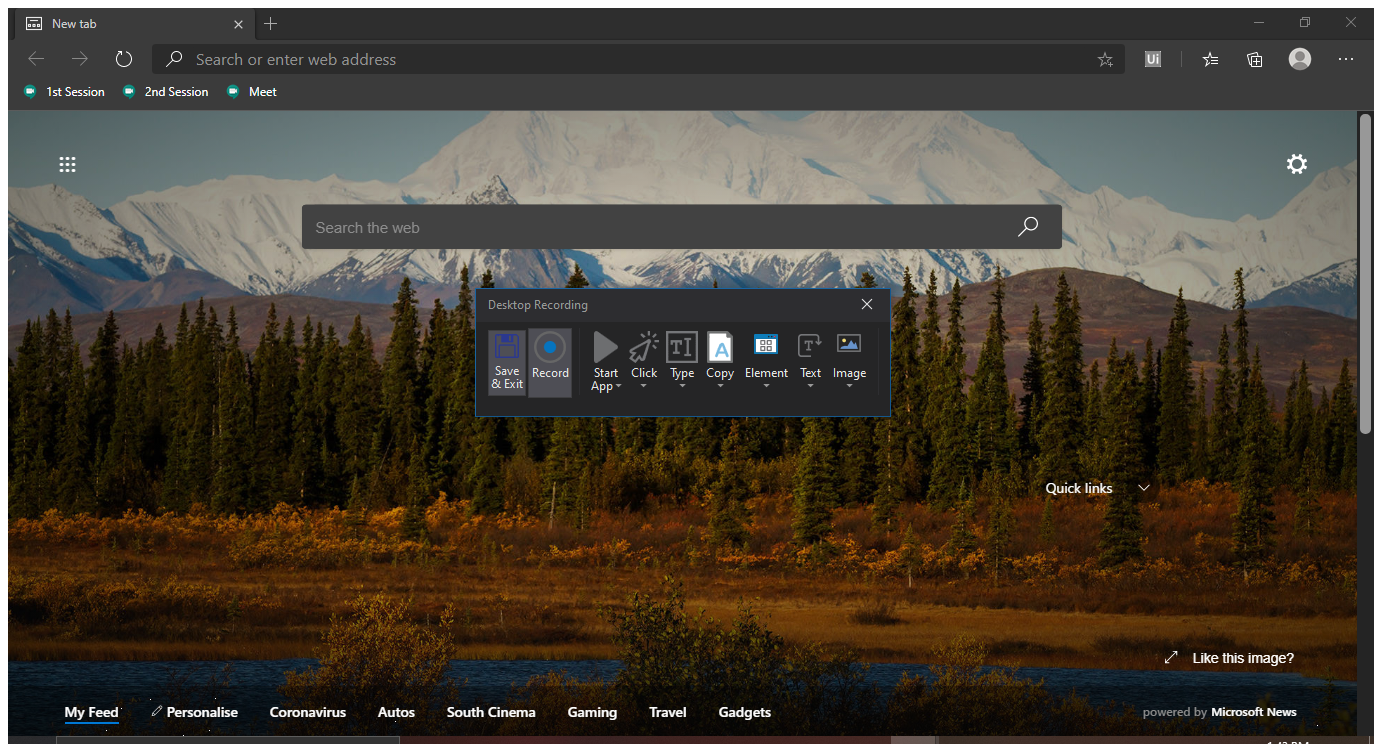 New tab
Search or enter web address
Ui
1st Session 2nd Session Meet
Search the web
Desktop Recording
Save & Exit
Record
Start App
Click
Type
Copy
Element
Text
Image
Quick links
Like this image?
My Feed Personalise Coronavirus Autos South Cinema Gaming Travel Gadgets
powered by Microsoft News